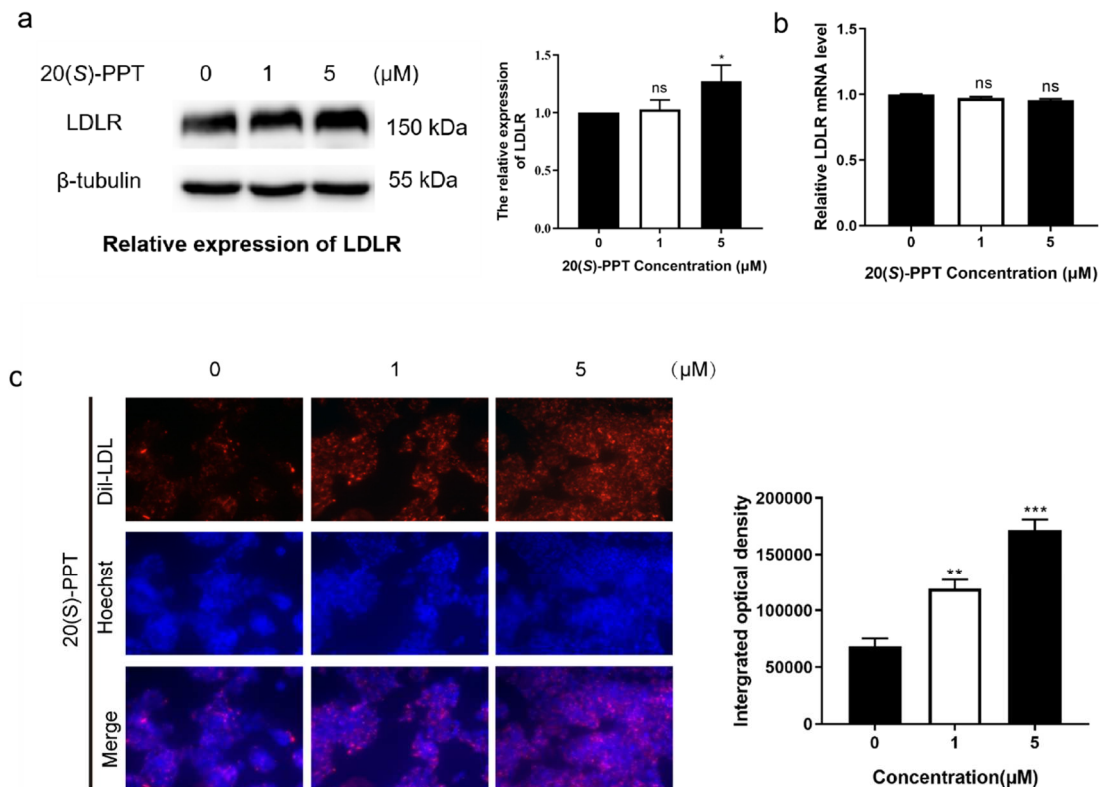 a
20(S)-PPT 0 1 5 (μM)
LDLR 150 kDa
β-tubulin 55 kDa
Relative expression of LDLR
The relative expression
of LDLR
1.5
1.0
0.5
0.0
ns
*
0 1 5
20(S)-PPT Concentration (μM)
b
Relaitive LDLR mRNA level
1.5
1.0
0.5
0.0
ns
ns
0 1 5
20(S)-PPT Concentration (μM)
c
0 1 5 (μM)
20(S)-PPT
Dil-LDL
Hoechst
Merge
Intergrated optical density
200000
150000
100000
50000
0
**
***
0 1 5
Concentration(μM)